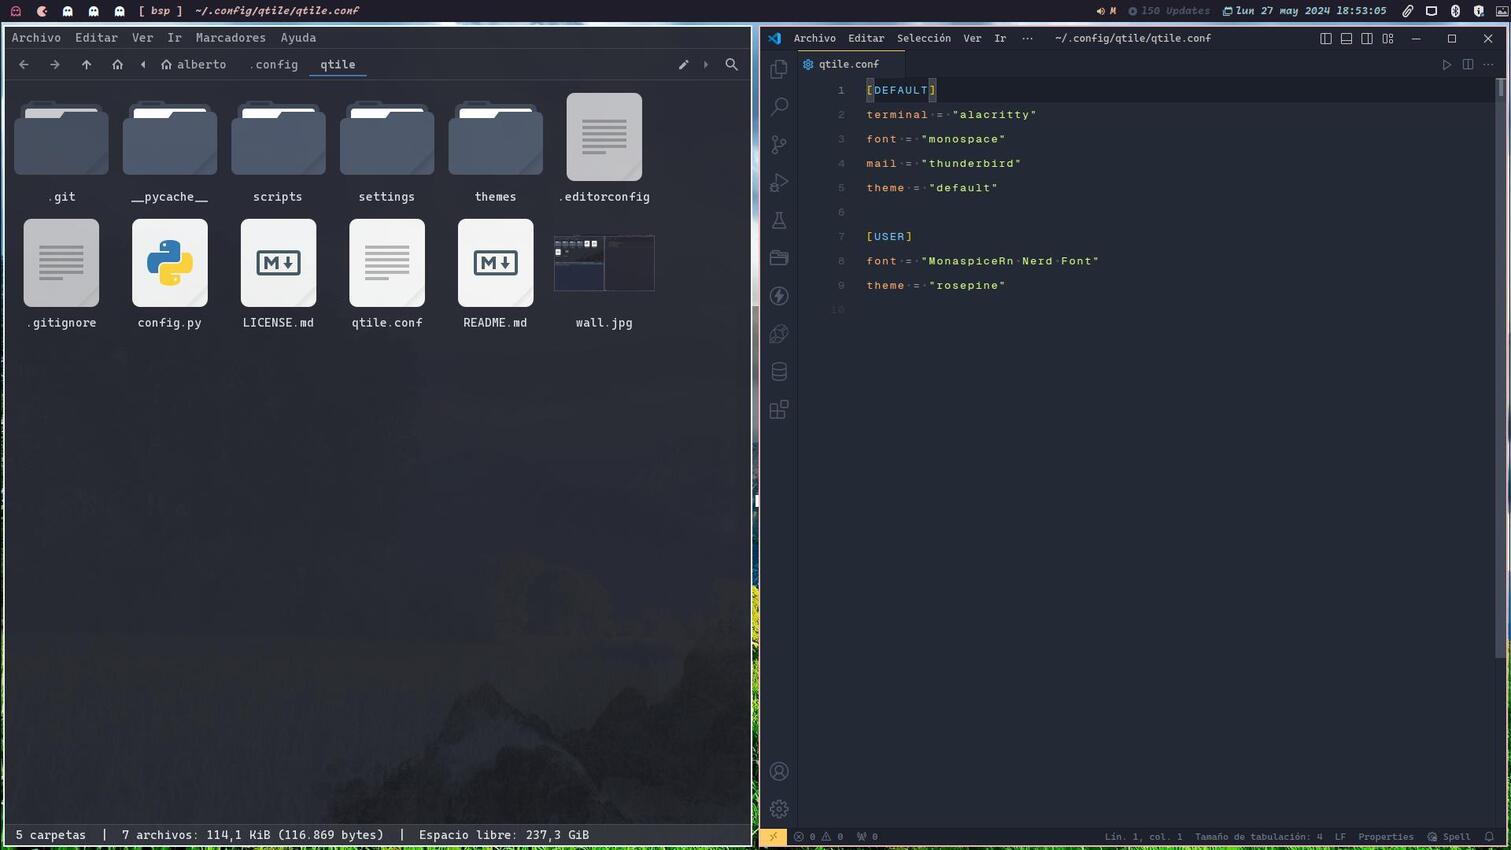 [ bsp ] ~/.config/qtile/qtile.conf M 150 Updates lun 27 may 2024 18:53:05
Archivo Editar Ver Ir Marcadores Ayuda
alberto .config qtile
.git __pycache__ scripts settings themes .editorconfig
M
.gitignore config.py LICENSE.md qtile.conf README.md wall.jpg
5 carpetas | 7 archivos: 114,1 KiB (116.869 bytes) | Espacio libre: 237,3 GiB
Archivo Editar Selección Ver Ir ··· ~/.config/qtile/qtile.conf
qtile.conf
1 [DEFAULT]
2 terminal = "alacritty"
3 font = "monospace"
4 mail = "thunderbird"
5 theme = "default"
6
7 [USER]
8 font = "MonaspiceRn Nerd Font"
9 theme = "rosepine"
10
0 0 0 Lín. 1, col. 1 Tamaño de tabulación: 4 LF Properties Spell